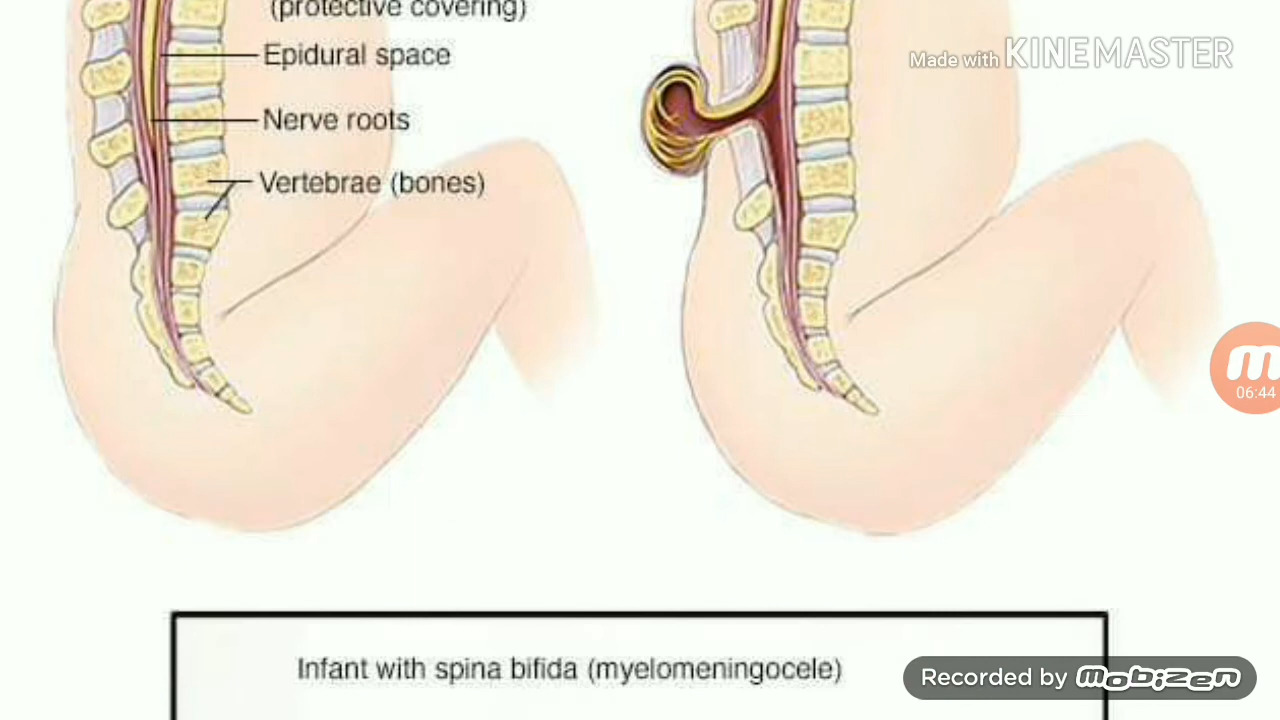 (protective covering)
Epidural space
Nerve roots
Vertebrae (bones)
Made with KINEMASTER
06:44
Infant with spina bifida (myelomeningocele)
Recorded by mobizen